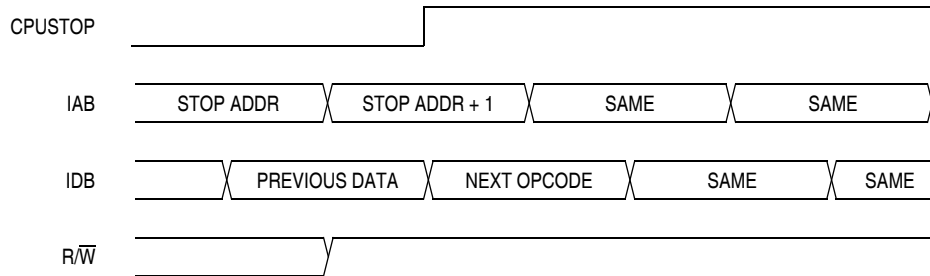 CPUSTOP
IAB STOP ADDR STOP ADDR + 1 SAME SAME
IDB PREVIOUS DATA NEXT OPCODE SAME SAME
R/W̅